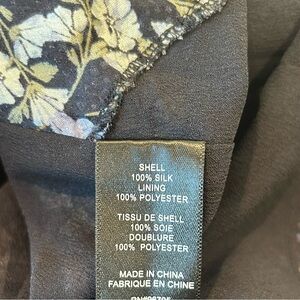 SHELL
100% SILK
LINING
100% POLYESTER
TISSU DE SHELL
100% SOIE
DOUBLURE
100% POLYESTER
MADE IN CHINA
FABRIQUE EN CHINE